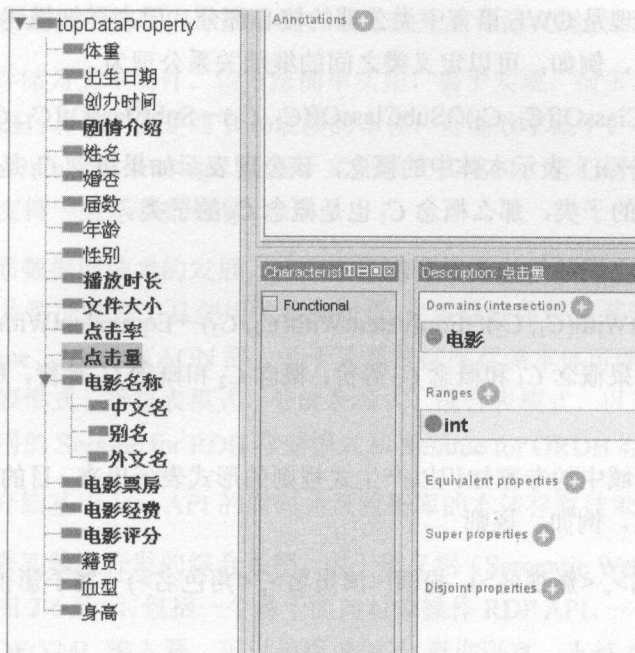 topDataProperty
体重
出生日期
创办时间
剧情介绍
姓名
婚否
届数
年龄
性别
播放时长
文件大小
点击率
点击量
电影名称
中文名
别名
外文名
电影票房
电影经费
电影评分
籍贯
血型
身高
Annotations
Characterist
Functional
Description: 点击量
Domains (intersection)
电影
Ranges
int
Equivalent properties
Super properties
Disjoint properties